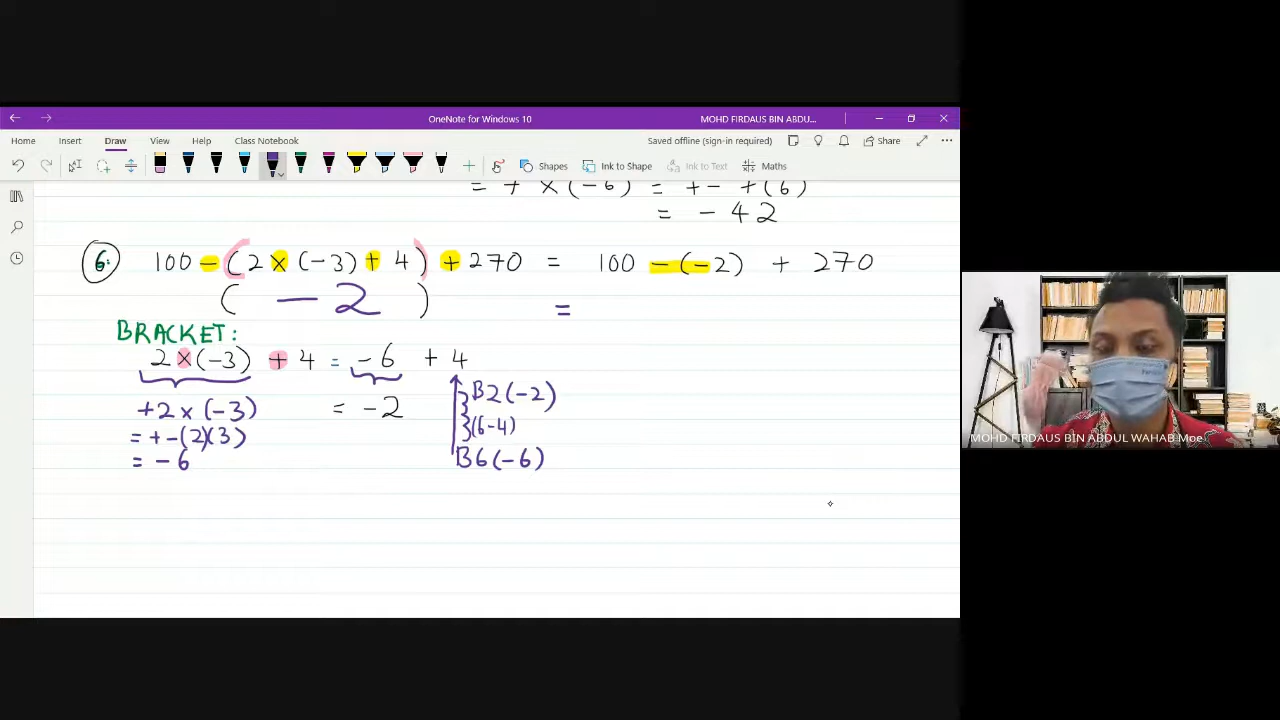 OneNote for Windows 10
MOHD FIRDAUS BIN ABDU...
Home Insert Draw View Help Class Notebook
Saved offline (sign-in required)
Share
Shapes Ink to Shape Ink to Text Maths
= + × (-6) = + - + (6)
= - 42
6. 100 - (2 × (-3) + 4) + 270 = 100 - (-2) + 270
( - 2 ) =
BRACKET:
2 × (-3) + 4 = -6 + 4
+2 × (-3) = -2 B2(-2)
= + - (2)(3) (6-4)
= -6 B6(-6)
MOHD FIRDAUS BIN ABDUL WAHAB Moe